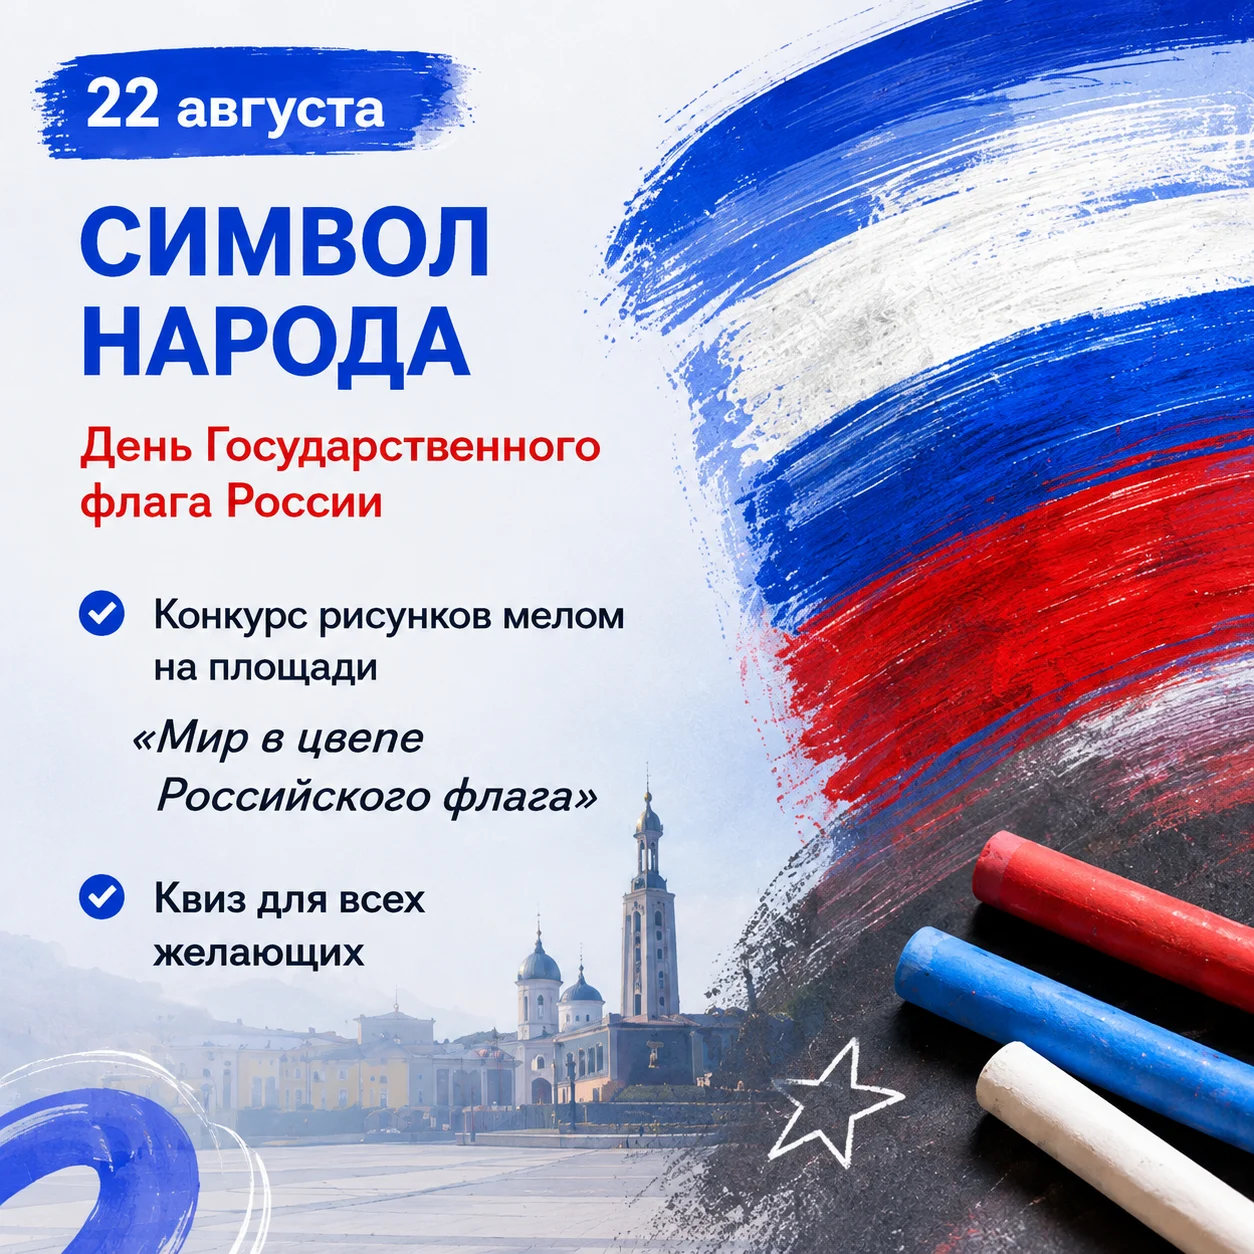 22 августа
СИМВОЛ
НАРОДА
День Государственного
флага России
Конкурс рисунков мелом
на площади
«Мир в цвепе
Российского флага»
Квиз для всех
желающих